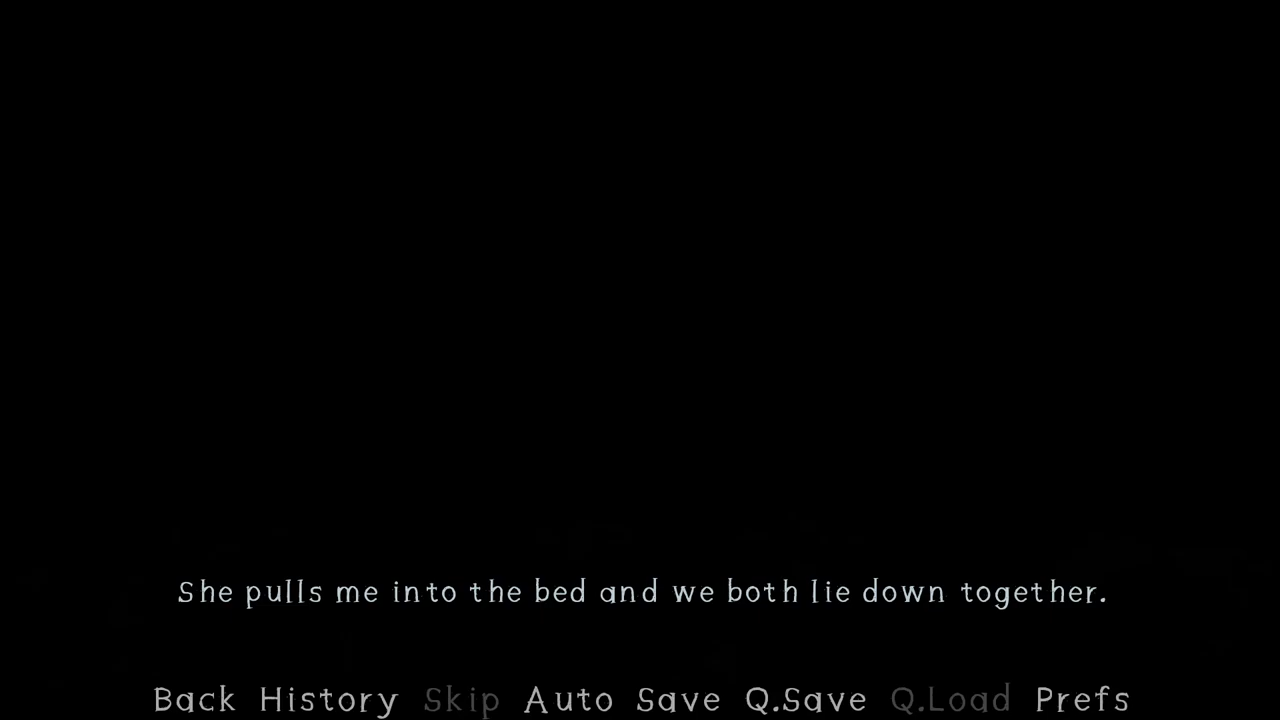 She pulls me into the bed and we both lie down together.
Back History Skip Auto Save Q.Save Q.Load Prefs